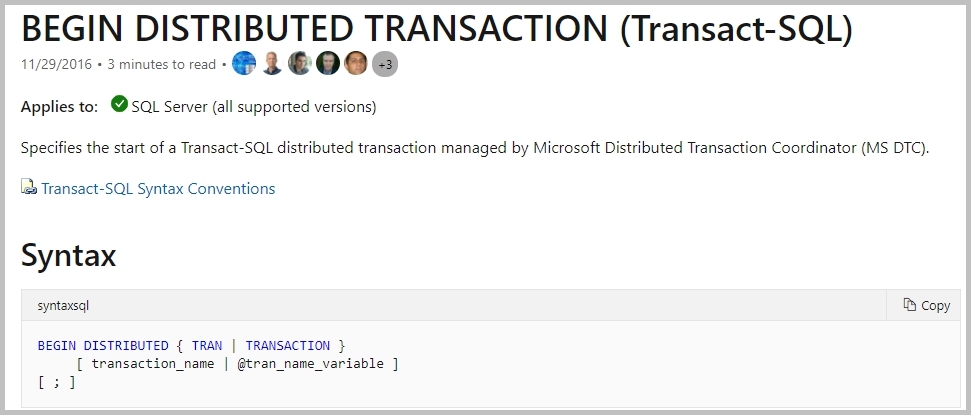 BEGIN DISTRIBUTED TRANSACTION (Transact-SQL)
11/29/2016 • 3 minutes to read • +3
Applies to: SQL Server (all supported versions)
Specifies the start of a Transact-SQL distributed transaction managed by Microsoft Distributed Transaction Coordinator (MS DTC).
Transact-SQL Syntax Conventions
Syntax
syntaxsql Copy
BEGIN DISTRIBUTED { TRAN | TRANSACTION }
[ transaction_name | @tran_name_variable ]
[ ; ]